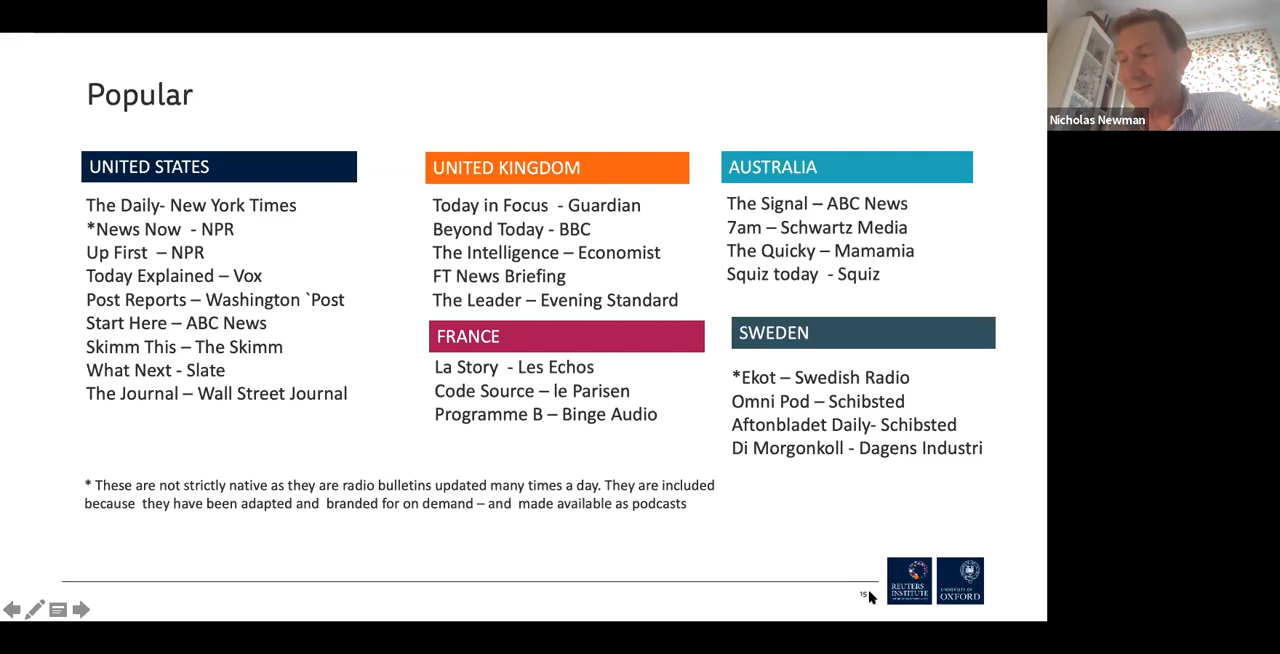 Popular
UNITED STATES
The Daily- New York Times
*News Now - NPR
Up First – NPR
Today Explained – Vox
Post Reports – Washington `Post
Start Here – ABC News
Skimm This – The Skimm
What Next - Slate
The Journal – Wall Street Journal
UNITED KINGDOM
Today in Focus - Guardian
Beyond Today - BBC
The Intelligence – Economist
FT News Briefing
The Leader – Evening Standard
FRANCE
La Story - Les Echos
Code Source – le Parisen
Programme B – Binge Audio
AUSTRALIA
The Signal – ABC News
7am – Schwartz Media
The Quicky – Mamamia
Squiz today - Squiz
SWEDEN
*Ekot – Swedish Radio
Omni Pod – Schibsted
Aftonbladet Daily- Schibsted
Di Morgonkoll - Dagens Industri
* These are not strictly native as they are radio bulletins updated many times a day. They are included
because they have been adapted and branded for on demand – and made available as podcasts
15
REUTERS
INSTITUTE
UNIVERSITY OF
OXFORD
Nicholas Newman